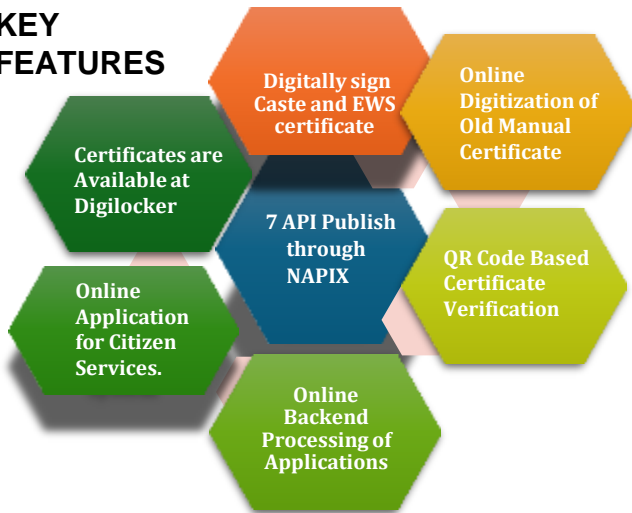 KEY
FEATURES
Digitally sign
Caste and EWS
certificate
Online
Digitization of
Old Manual
Certificate
Certificates are
Available at
Digilocker
7 API Publish
through
NAPIX
QR Code Based
Certificate
Verification
Online
Application
for Citizen
Services.
Online
Backend
Processing of
Applications